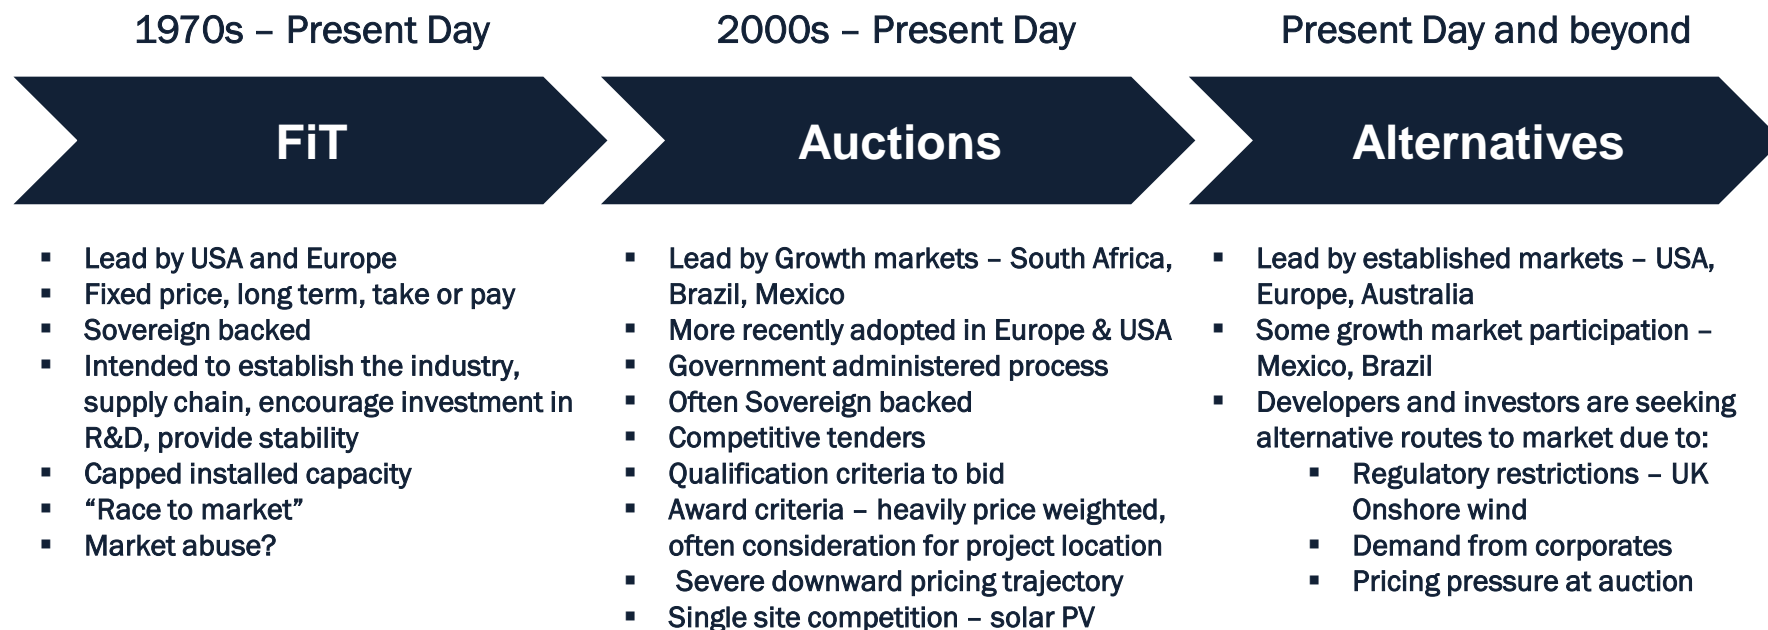 1970s – Present Day
FiT
▪ Lead by USA and Europe
▪ Fixed price, long term, take or pay
▪ Sovereign backed
▪ Intended to establish the industry,
supply chain, encourage investment in
R&D, provide stability
▪ Capped installed capacity
▪ “Race to market”
▪ Market abuse?
2000s – Present Day
Auctions
▪ Lead by Growth markets – South Africa,
Brazil, Mexico
▪ More recently adopted in Europe & USA
▪ Government administered process
▪ Often Sovereign backed
▪ Competitive tenders
▪ Qualification criteria to bid
▪ Award criteria – heavily price weighted,
often consideration for project location
▪ Severe downward pricing trajectory
▪ Single site competition – solar PV
Present Day and beyond
Alternatives
▪ Lead by established markets – USA,
Europe, Australia
▪ Some growth market participation –
Mexico, Brazil
▪ Developers and investors are seeking
alternative routes to market due to:
▪ Regulatory restrictions – UK
Onshore wind
▪ Demand from corporates
▪ Pricing pressure at auction